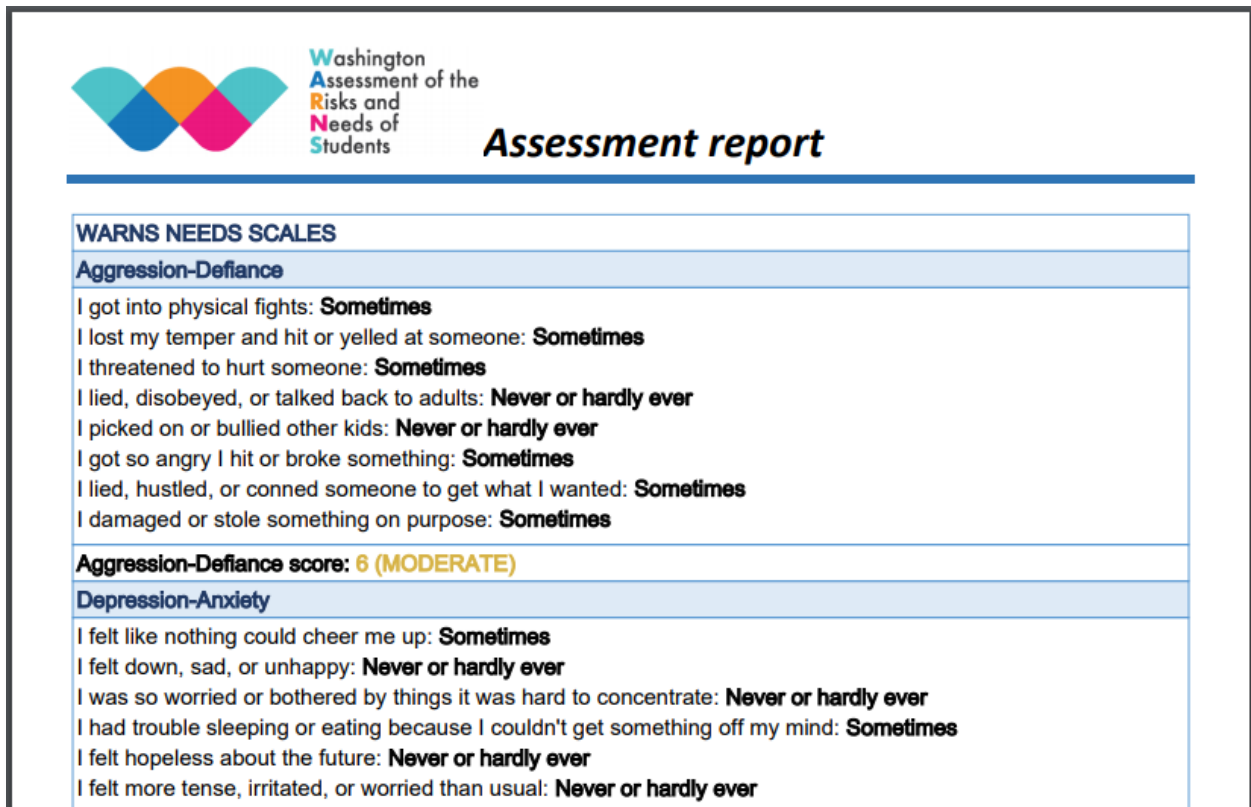 Washington
Assessment of the
Risks and
Needs of
Students
Assessment report
WARNS NEEDS SCALES
Aggression-Defiance
I got into physical fights: Sometimes
I lost my temper and hit or yelled at someone: Sometimes
I threatened to hurt someone: Sometimes
I lied, disobeyed, or talked back to adults: Never or hardly ever
I picked on or bullied other kids: Never or hardly ever
I got so angry I hit or broke something: Sometimes
I lied, hustled, or conned someone to get what I wanted: Sometimes
I damaged or stole something on purpose: Sometimes
Aggression-Defiance score: 6 (MODERATE)
Depression-Anxiety
I felt like nothing could cheer me up: Sometimes
I felt down, sad, or unhappy: Never or hardly ever
I was so worried or bothered by things it was hard to concentrate: Never or hardly ever
I had trouble sleeping or eating because I couldn't get something off my mind: Sometimes
I felt hopeless about the future: Never or hardly ever
I felt more tense, irritated, or worried than usual: Never or hardly ever